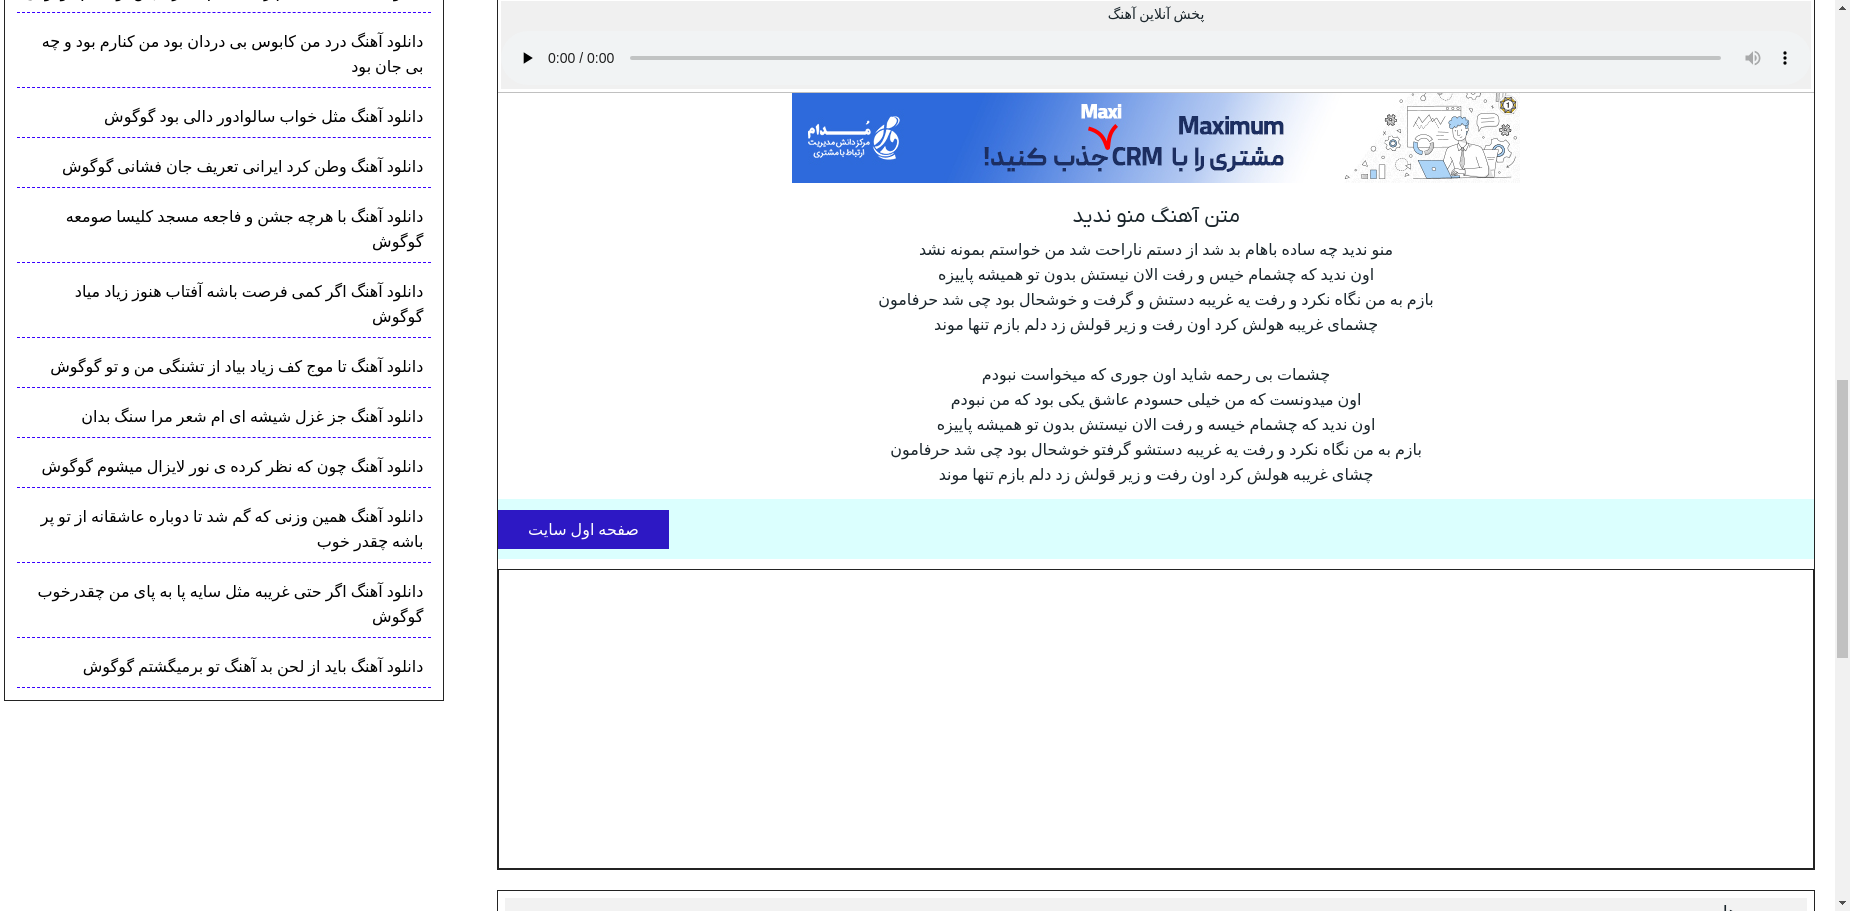 پخش آنلاین آهنگ
0:00 / 0:00
Maxi
Maximum
مشتری را با CRM جذب کنید!
مُدام
مرکز دانش مدیریت
ارتباط با مشتری
1
متن آهنگ منو ندید
منو ندید چه ساده باهام بد شد از دستم ناراحت شد من خواستم بمونه نشد
اون ندید که چشمام خیس و رفت الان نیستش بدون تو همیشه پاییزه
بازم به من نگاه نکرد و رفت یه غریبه دستش و گرفت و خوشحال بود چی شد حرفامون
چشمای غریبه هولش کرد اون رفت و زیر قولش زد دلم بازم تنها موند
چشمات بی رحمه شاید اون جوری که میخواست نبودم
اون میدونست که من خیلی حسودم عاشق یکی بود که من نبودم
اون ندید که چشمام خیسه و رفت الان نیستش بدون تو همیشه پاییزه
بازم به من نگاه نکرد و رفت یه غریبه دستشو گرفتو خوشحال بود چی شد حرفامون
چشای غریبه هولش کرد اون رفت و زیر قولش زد دلم بازم تنها موند
صفحه اول سایت
دانلود آهنگ درد من کابوس بی دردان بود من کنارم بود و چه
بی جان بود
دانلود آهنگ مثل خواب سالوادور دالی بود گوگوش
دانلود آهنگ وطن کرد ایرانی تعریف جان فشانی گوگوش
دانلود آهنگ با هرچه جشن و فاجعه مسجد کلیسا صومعه
گوگوش
دانلود آهنگ اگر کمی فرصت باشه آفتاب هنوز زیاد میاد
گوگوش
دانلود آهنگ تا موج کف زیاد بیاد از تشنگی من و تو گوگوش
دانلود آهنگ جز غزل شیشه ای ام شعر مرا سنگ بدان
دانلود آهنگ چون که نظر کرده ی نور لایزال میشوم گوگوش
دانلود آهنگ همین وزنی که گم شد تا دوباره عاشقانه از تو پر
باشه چقدر خوب
دانلود آهنگ اگر حتی غریبه مثل سایه پا به پای من چقدرخوب
گوگوش
دانلود آهنگ باید از لحن بد آهنگ تو برمیگشتم گوگوش